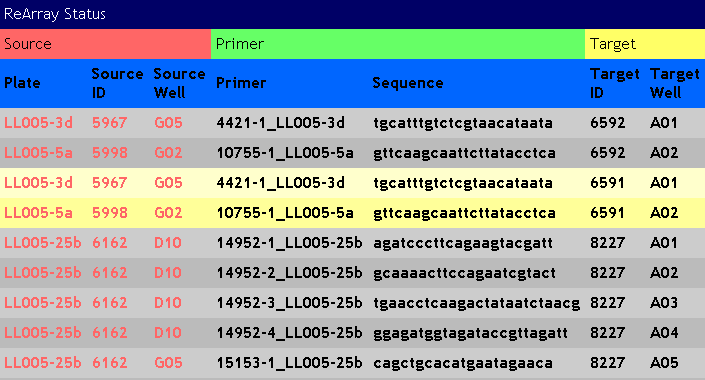 ReArray Status
Source Primer Target
Plate Source ID Source Well Primer Sequence Target ID Target Well
LL005-3d 5967 G05 4421-1_LL005-3d tgcatttgtctcgtaacataata 6592 A01
LL005-5a 5998 G02 10755-1_LL005-5a gttcaagcaattcttatacctca 6592 A02
LL005-3d 5967 G05 4421-1_LL005-3d tgcatttgtctcgtaacataata 6591 A01
LL005-5a 5998 G02 10755-1_LL005-5a gttcaagcaattcttatacctca 6591 A02
LL005-25b 6162 D10 14952-1_LL005-25b agatcccttcagaagtacgatt 8227 A01
LL005-25b 6162 D10 14952-2_LL005-25b gcaaaacttccagaatcgtact 8227 A02
LL005-25b 6162 D10 14952-3_LL005-25b tgaacctcaagactataatctaacg 8227 A03
LL005-25b 6162 D10 14952-4_LL005-25b ggagatggtagataccgttagatt 8227 A04
LL005-25b 6162 G05 15153-1_LL005-25b cagctgcacatgaatagaaca 8227 A05